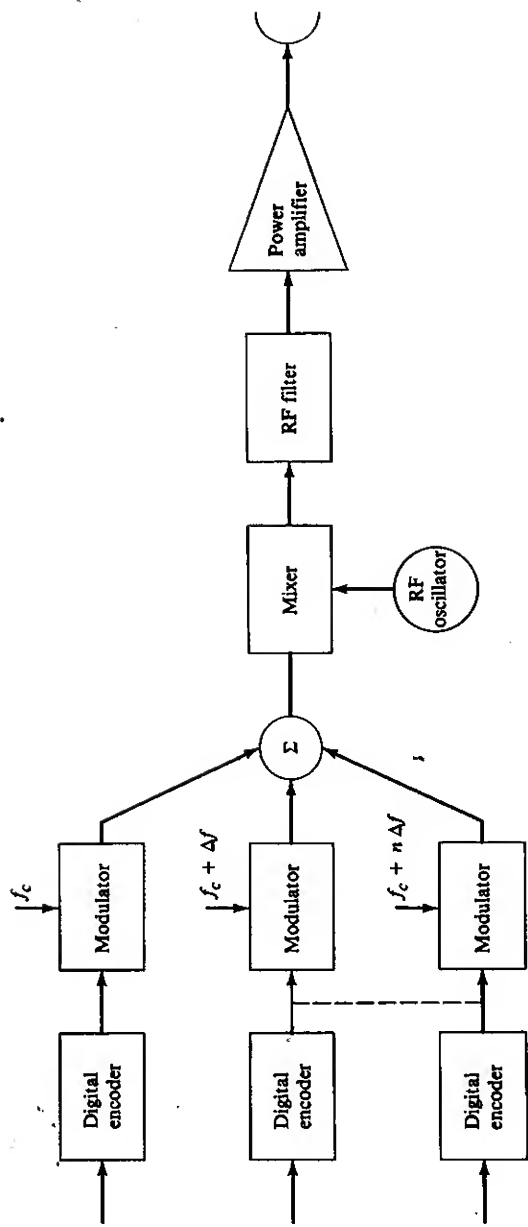 Digital
encoder
Modulator
f_c
Digital
encoder
Modulator
f_c + Δf
Digital
encoder
Modulator
f_c + n Δf
Σ
Mixer
RF
oscillator
RF filter
Power
amplifier